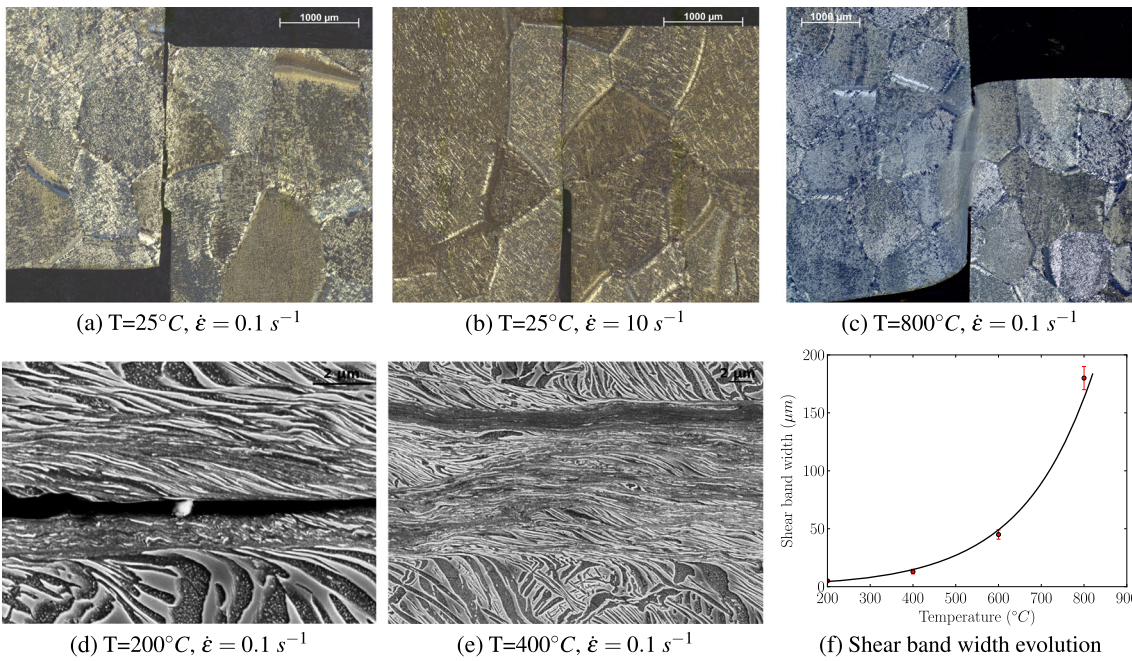 1000 µm
1000 µm
1000 µm
(a) T=25°C, ε̇ = 0.1 s⁻¹
(b) T=25°C, ε̇ = 10 s⁻¹
(c) T=800°C, ε̇ = 0.1 s⁻¹
2 µm
2 µm
200
150
100
50
0
Shear band width (µm)
200 300 400 500 600 700 800 900
Temperature (°C)
(d) T=200°C, ε̇ = 0.1 s⁻¹
(e) T=400°C, ε̇ = 0.1 s⁻¹
(f) Shear band width evolution